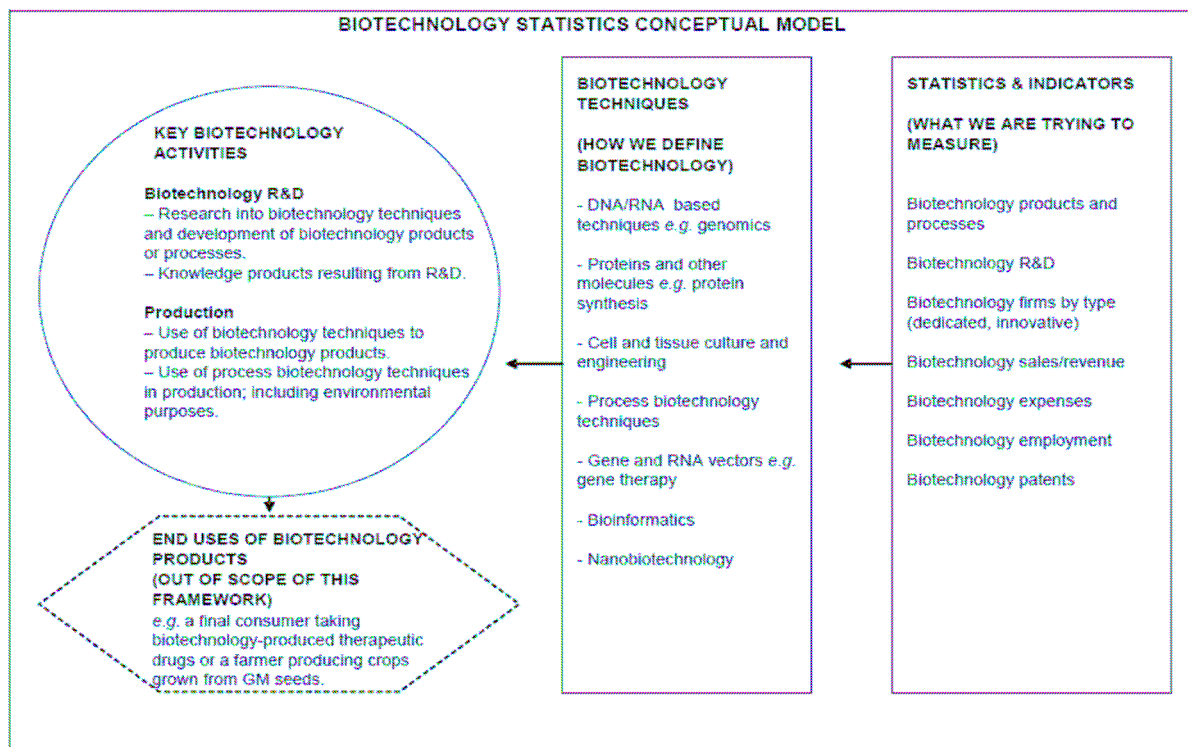 BIOTECHNOLOGY STATISTICS CONCEPTUAL MODEL
KEY BIOTECHNOLOGY
ACTIVITIES
Biotechnology R&D
– Research into biotechnology techniques
and development of biotechnology products
or processes.
– Knowledge products resulting from R&D.
Production
– Use of biotechnology techniques to
produce biotechnology products.
– Use of process biotechnology techniques
in production; including environmental
purposes.
END USES OF BIOTECHNOLOGY
PRODUCTS
(OUT OF SCOPE OF THIS
FRAMEWORK)
e.g. a final consumer taking
biotechnology-produced therapeutic
drugs or a farmer producing crops
grown from GM seeds.
BIOTECHNOLOGY
TECHNIQUES
(HOW WE DEFINE
BIOTECHNOLOGY)
- DNA/RNA based
techniques e.g. genomics
- Proteins and other
molecules e.g. protein
synthesis
- Cell and tissue culture and
engineering
- Process biotechnology
techniques
- Gene and RNA vectors e.g.
gene therapy
- Bioinformatics
- Nanobiotechnology
STATISTICS & INDICATORS
(WHAT WE ARE TRYING TO
MEASURE)
Biotechnology products and
processes
Biotechnology R&D
Biotechnology firms by type
(dedicated, innovative)
Biotechnology sales/revenue
Biotechnology expenses
Biotechnology employment
Biotechnology patents